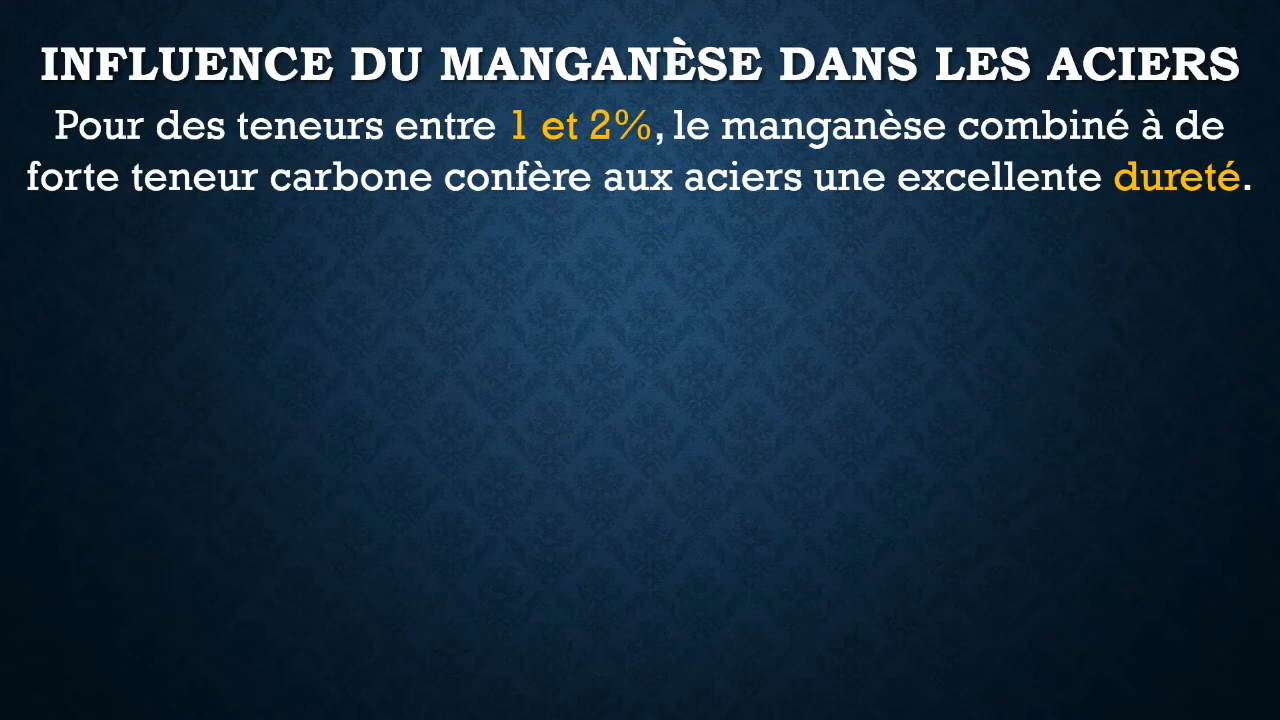 INFLUENCE DU MANGANÈSE DANS LES ACIERS
Pour des teneurs entre 1 et 2%, le manganèse combiné à de
forte teneur carbone confère aux aciers une excellente dureté.